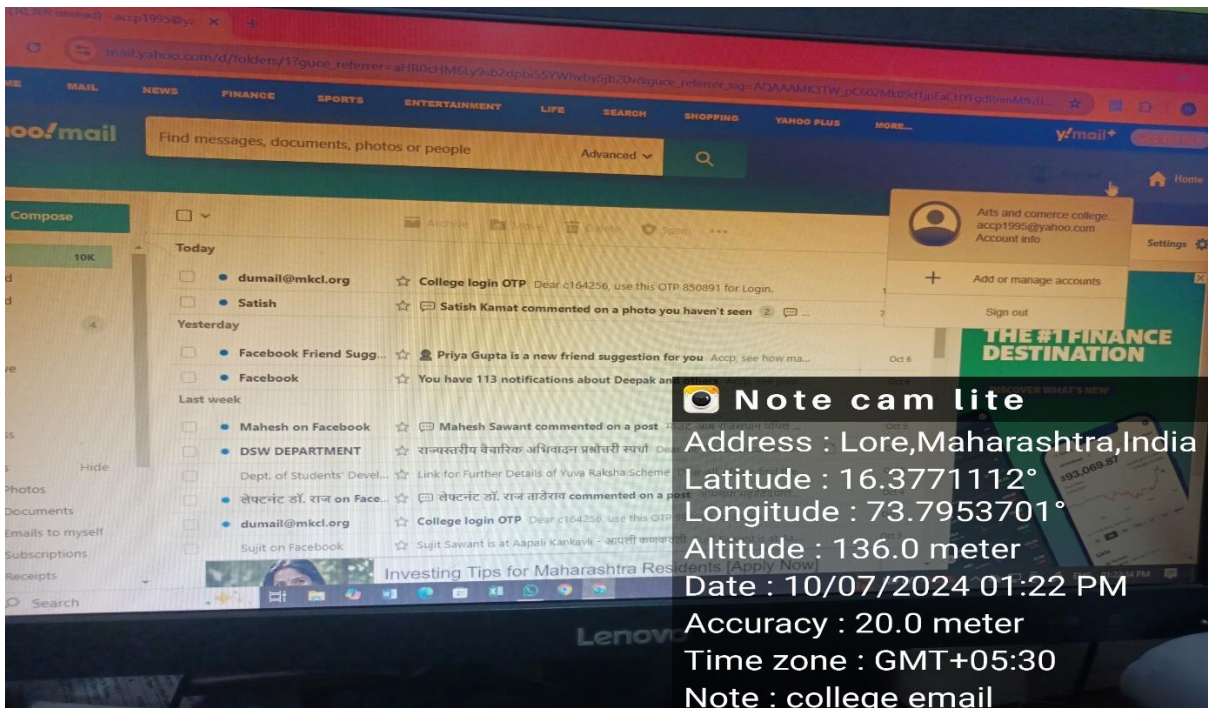 mail.yahoo.com/d/folders/1?guce_referrer=
MAIL NEWS FINANCE SPORTS ENTERTAINMENT LIFE SEARCH SHOPPING YAHOO PLUS MORE...
mail
Find messages, documents, photos or people
Advanced
y!mail+
Home
Compose
Archive Move Delete Spam
Arts and comerce college...
accp1995@yahoo.com
Account info
Settings
10K
Today
dumail@mkcl.org College login OTP Dear c164256, use this OTP 850891 for Login.
Add or manage accounts
Satish Satish Kamat commented on a photo you haven't seen 2
Sign out
4
Yesterday
THE #1 FINANCE
DESTINATION
Facebook Friend Sugg... Priya Gupta is a new friend suggestion for you Accp, see how ma... Oct 6
Facebook You have 113 notifications about Deepak and others
DISCOVER WHAT'S NEW
Last week
Mahesh on Facebook Mahesh Sawant commented on a post Oct 5
DSW DEPARTMENT राज्यस्तरीय वैचारिक अभिवादन प्रश्नोत्तरी स्पर्धा
Hide
Dept. of Students' Devel... Link for Further Details of Yuva Raksha Scheme
Photos
लेफ्टनंट डॉ. राज on Face... लेफ्टनंट डॉ. राज ताडेराव commented on a post
Documents
dumail@mkcl.org College login OTP Dear c164256, use this OTP
Emails to myself
Sujit on Facebook Sujit Sawant is at Aapali Kankavli - आपली कणकवली
Subscriptions
Receipts
Investing Tips for Maharashtra Residents [Apply Now]
Search
Lenovo
Note cam lite
Address : Lore,Maharashtra,India
Latitude : 16.3771112°
Longitude : 73.7953701°
Altitude : 136.0 meter
Date : 10/07/2024 01:22 PM
Accuracy : 20.0 meter
Time zone : GMT+05:30
Note : college email